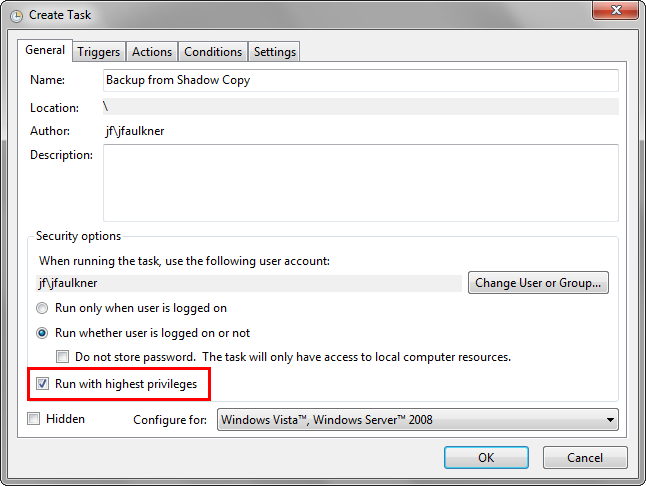 Create Task
General Triggers Actions Conditions Settings
Name: Backup from Shadow Copy
Location: \
Author: jf\jfaulkner
Description:
Security options
When running the task, use the following user account:
jf\jfaulkner Change User or Group...
Run only when user is logged on
Run whether user is logged on or not
Do not store password. The task will only have access to local computer resources.
Run with highest privileges
Hidden Configure for: Windows Vista™, Windows Server™ 2008
OK Cancel